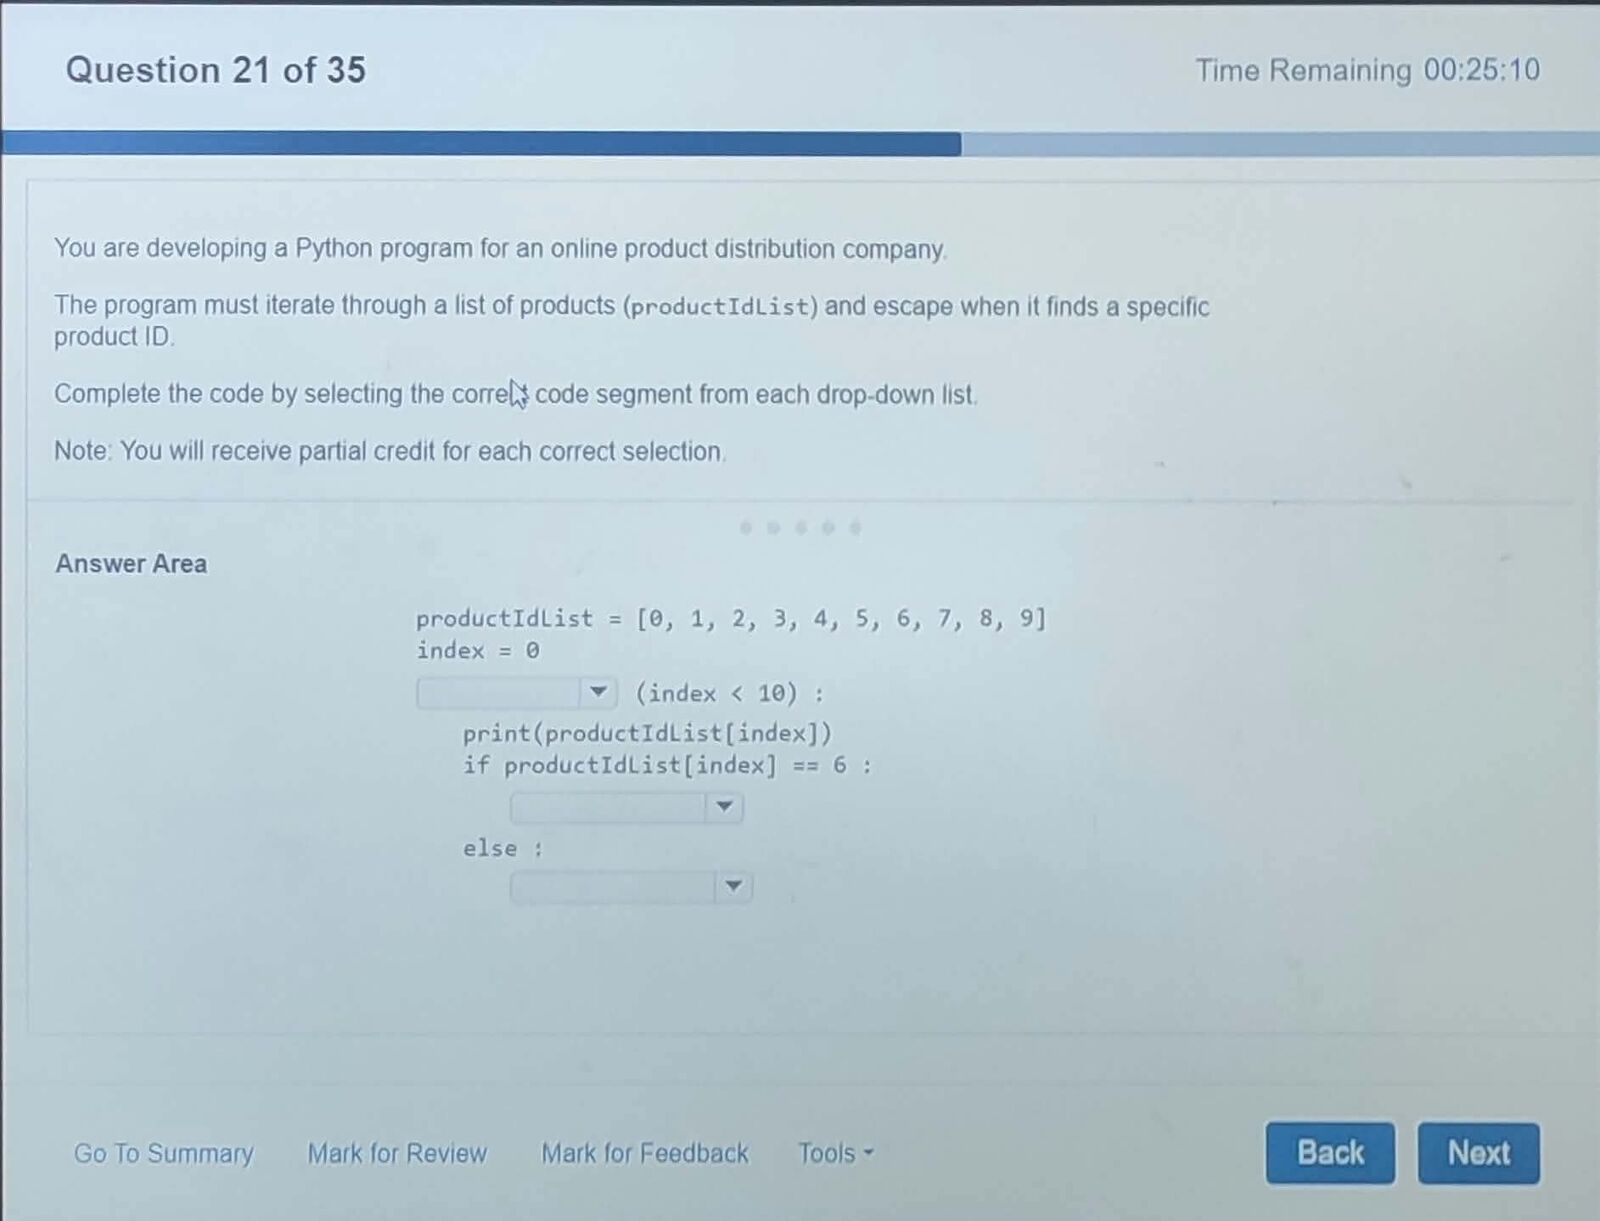 Question 21 of 35
Time Remaining 00:25:10
You are developing a Python program for an online product distribution company.
The program must iterate through a list of products (productIdList) and escape when it finds a specific
product ID.
Complete the code by selecting the correct code segment from each drop-down list.
Note: You will receive partial credit for each correct selection.
Answer Area
productIdList = [0, 1, 2, 3, 4, 5, 6, 7, 8, 9]
index = 0
(index < 10) :
print(productIdList[index])
if productIdList[index] == 6 :
else :
Go To Summary
Mark for Review
Mark for Feedback
Tools
Back
Next